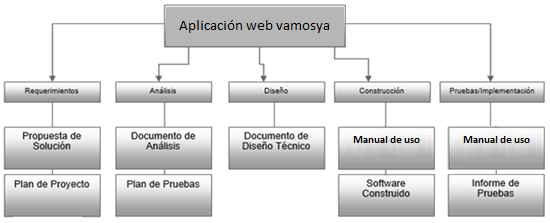 Aplicación web vamosya
Requerimientos
Análisis
Diseño
Construcción
Pruebas/Implementación
Propuesta de
Solución
Documento de
Análisis
Documento de
Diseño Técnico
Manual de uso
Manual de uso
Plan de Proyecto
Plan de Pruebas
Software
Construido
Informe de
Pruebas